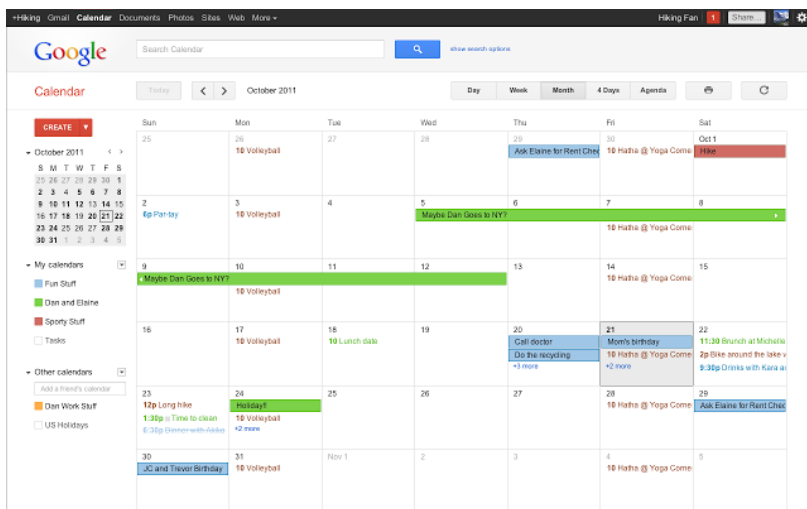 +Hiking Gmail Calendar Documents Photos Sites Web More
Hiking Fan 1 Share...
Google
Search Calendar
show search options
Calendar
Today
October 2011
Day Week Month 4 Days Agenda
CREATE
October 2011
S M T W T F S
25 26 27 28 29 30 1
2 3 4 5 6 7 8
9 10 11 12 13 14 15
16 17 18 19 20 21 22
23 24 25 26 27 28 29
30 31 1 2 3 4 5
My calendars
Fun Stuff
Dan and Elaine
Sporty Stuff
Tasks
Other calendars
Add a friend's calendar
Dan Work Stuff
US Holidays
Sun Mon Tue Wed Thu Fri Sat
25 26 27 28 29 30 Oct 1
10 Volleyball
Ask Elaine for Rent Chec
10 Hatha @ Yoga Corne
Hike
2 3 4 5 6 7 8
6p Par-tay
10 Volleyball
Maybe Dan Goes to NY?
10 Hatha @ Yoga Corne
9 10 11 12 13 14 15
Maybe Dan Goes to NY?
10 Volleyball
10 Hatha @ Yoga Corne
16 17 18 19 20 21 22
10 Volleyball
10 Lunch date
Call doctor
Do the recycling
+3 more
Mom's birthday
10 Hatha @ Yoga Corne
+2 more
11:30 Brunch at Michelle
2p Bike around the lake
9:30p Drinks with Kara
23 24 25 26 27 28 29
12p Long hike
1:30p Time to clean
6:30p Dinner with Akiko
Holiday!!
10 Volleyball
+2 more
10 Hatha @ Yoga Corne
Ask Elaine for Rent Chec
30 31 Nov 1 2 3 4 5
JC and Trevor Birthday
10 Volleyball
10 Hatha @ Yoga Corne